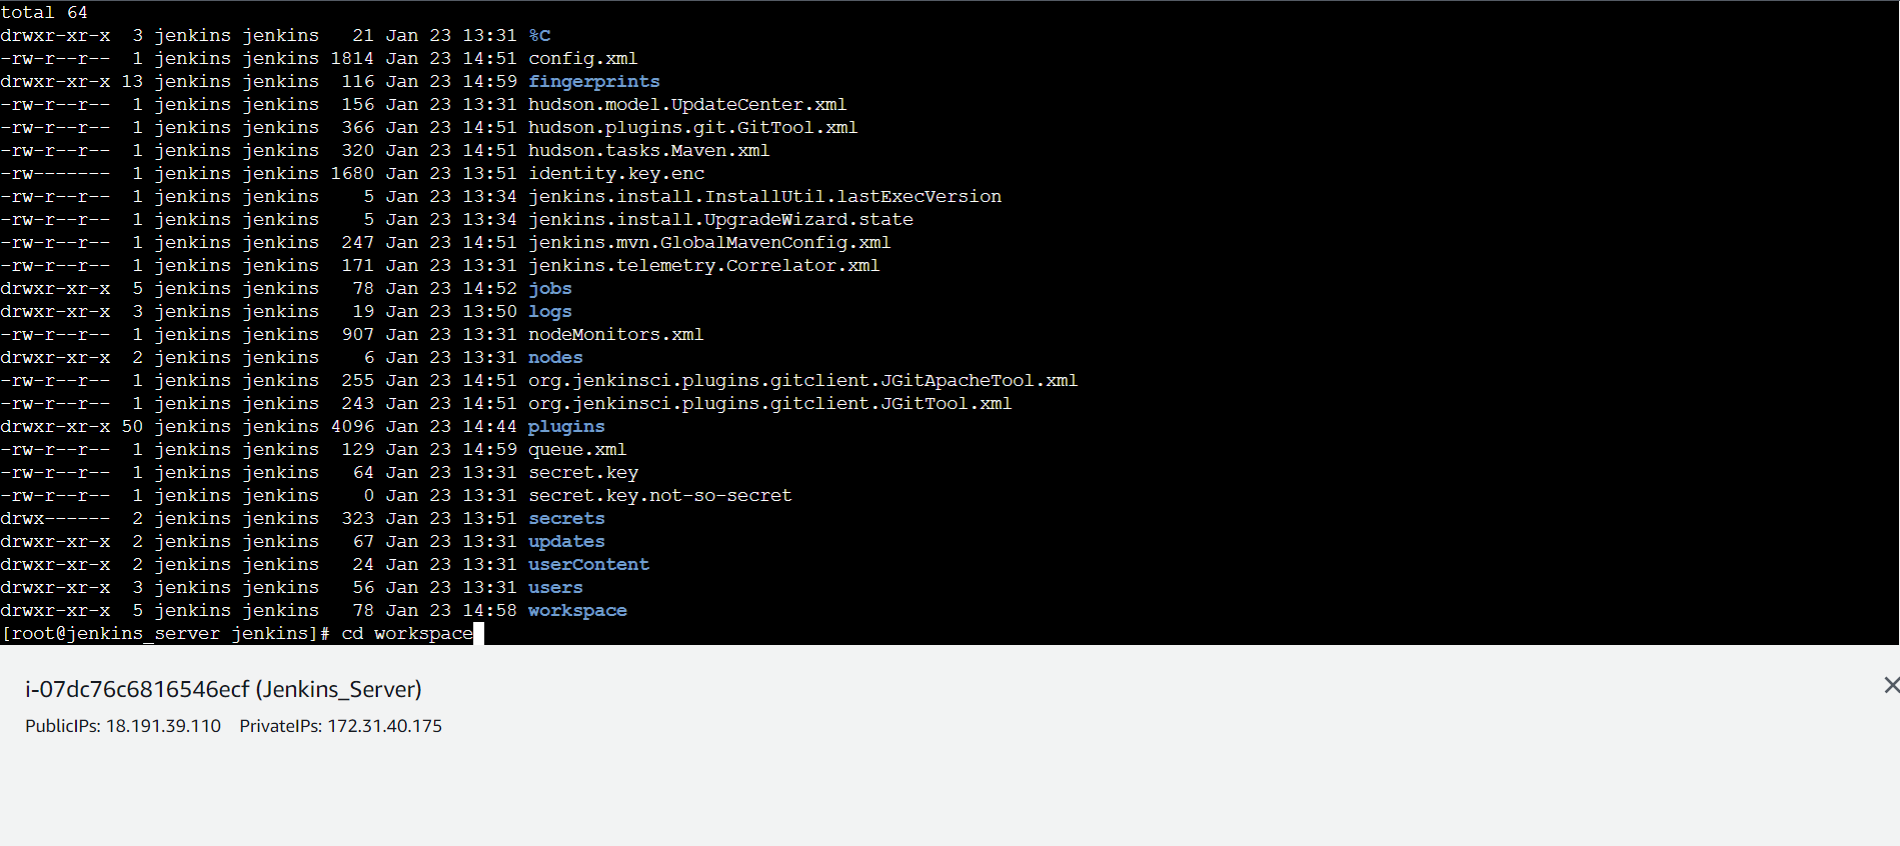 total 64
drwxr-xr-x  3 jenkins jenkins   21 Jan 23 13:31 %C
-rw-r--r--  1 jenkins jenkins 1814 Jan 23 14:51 config.xml
drwxr-xr-x 13 jenkins jenkins  116 Jan 23 14:59 fingerprints
-rw-r--r--  1 jenkins jenkins  156 Jan 23 13:31 hudson.model.UpdateCenter.xml
-rw-r--r--  1 jenkins jenkins  366 Jan 23 14:51 hudson.plugins.git.GitTool.xml
-rw-r--r--  1 jenkins jenkins  320 Jan 23 14:51 hudson.tasks.Maven.xml
-rw-------  1 jenkins jenkins 1680 Jan 23 13:51 identity.key.enc
-rw-r--r--  1 jenkins jenkins    5 Jan 23 13:34 jenkins.install.InstallUtil.lastExecVersion
-rw-r--r--  1 jenkins jenkins    5 Jan 23 13:34 jenkins.install.UpgradeWizard.state
-rw-r--r--  1 jenkins jenkins  247 Jan 23 14:51 jenkins.mvn.GlobalMavenConfig.xml
-rw-r--r--  1 jenkins jenkins  171 Jan 23 13:31 jenkins.telemetry.Correlator.xml
drwxr-xr-x  5 jenkins jenkins   78 Jan 23 14:52 jobs
drwxr-xr-x  3 jenkins jenkins   19 Jan 23 13:50 logs
-rw-r--r--  1 jenkins jenkins  907 Jan 23 13:31 nodeMonitors.xml
drwxr-xr-x  2 jenkins jenkins    6 Jan 23 13:31 nodes
-rw-r--r--  1 jenkins jenkins  255 Jan 23 14:51 org.jenkinsci.plugins.gitclient.JGitApacheTool.xml
-rw-r--r--  1 jenkins jenkins  243 Jan 23 14:51 org.jenkinsci.plugins.gitclient.JGitTool.xml
drwxr-xr-x 50 jenkins jenkins 4096 Jan 23 14:44 plugins
-rw-r--r--  1 jenkins jenkins  129 Jan 23 14:59 queue.xml
-rw-r--r--  1 jenkins jenkins   64 Jan 23 13:31 secret.key
-rw-r--r--  1 jenkins jenkins    0 Jan 23 13:31 secret.key.not-so-secret
drwx------  2 jenkins jenkins  323 Jan 23 13:51 secrets
drwxr-xr-x  2 jenkins jenkins   67 Jan 23 13:31 updates
drwxr-xr-x  2 jenkins jenkins   24 Jan 23 13:31 userContent
drwxr-xr-x  3 jenkins jenkins   56 Jan 23 13:31 users
drwxr-xr-x  5 jenkins jenkins   78 Jan 23 14:58 workspace
[root@jenkins_server jenkins]# cd workspace
i-07dc76c6816546ecf (Jenkins_Server)
PublicIPs: 18.191.39.110 PrivateIPs: 172.31.40.175